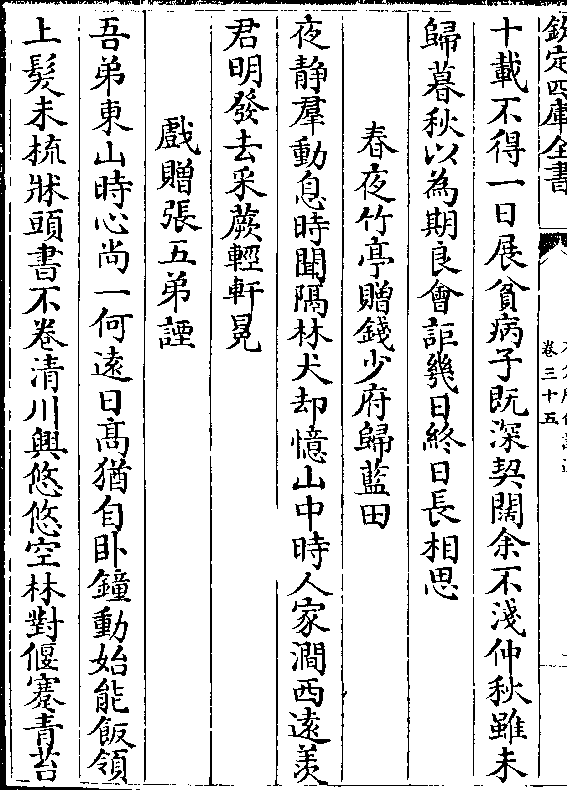 欽定四庫全書
卷三十五
十載不得一日展貧病子既深契闊余不淺仲秋雖未
歸暮秋以為期良會詎幾日終日長相思
春夜竹亭贈錢少府歸藍田
夜静羣動息時聞隔林犬却憶山中時人家澗西遠羡
君明發去采蕨輕軒冕
戲贈張五弟諲
吾弟東山時心尚一何遠日髙猶自卧鐘動始能飯領
上髮未梳牀頭書不卷清川興悠悠空林對偃蹇青苔